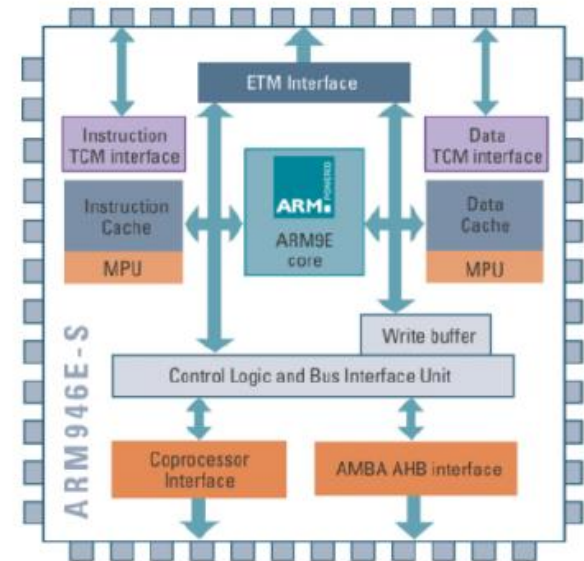 ETM Interface
Instruction
TCM interface
Data
TCM interface
Instruction
Cache
MPU
ARM
POWERED
ARM9E
core
Data
Cache
MPU
Write buffer
Control Logic and Bus Interface Unit
Coprocessor
Interface
AMBA AHB interface
ARM946E-S